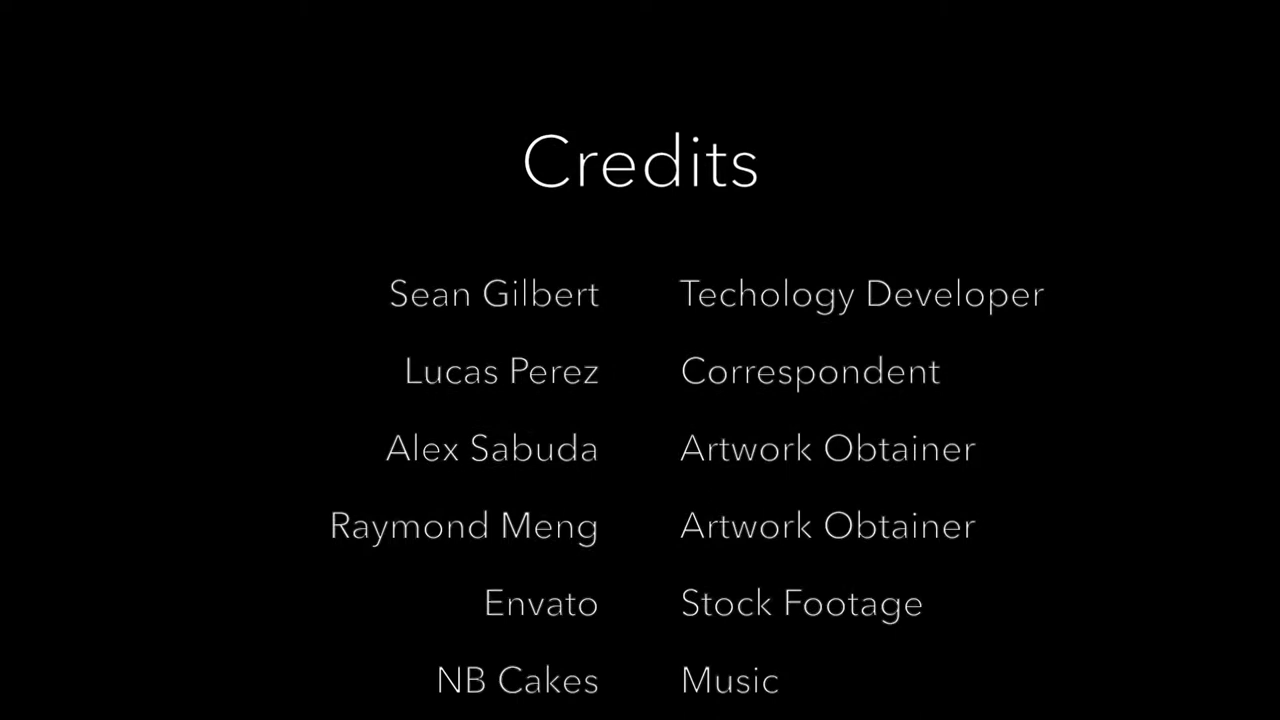 Credits
Sean Gilbert Techology Developer
Lucas Perez Correspondent
Alex Sabuda Artwork Obtainer
Raymond Meng Artwork Obtainer
Envato Stock Footage
NB Cakes Music